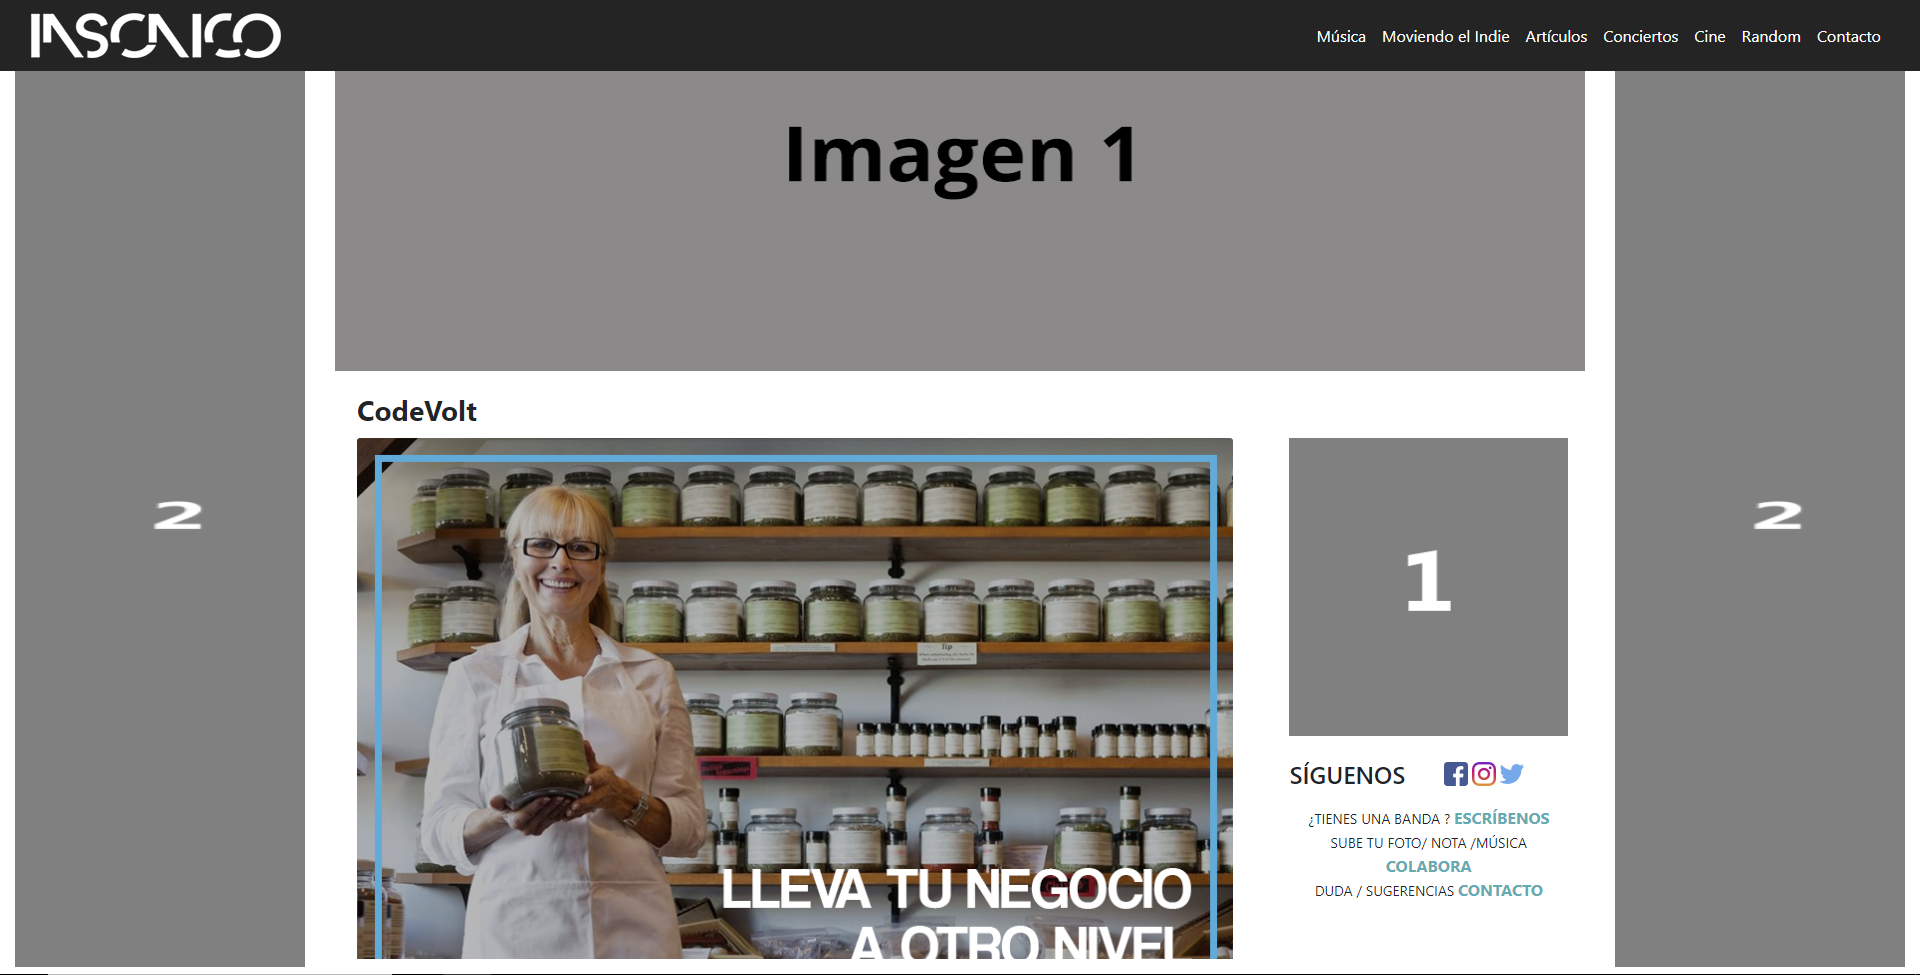 INSONICO
Música Moviendo el Indie Artículos Conciertos Cine Random Contacto
Imagen 1
CodeVolt
2
2
1
Tip
LLEVA TU NEGOCIO
A OTRO NIVEL
SÍGUENOS
¿TIENES UNA BANDA ? ESCRÍBENOS
SUBE TU FOTO/ NOTA /MÚSICA
COLABORA
DUDA / SUGERENCIAS CONTACTO